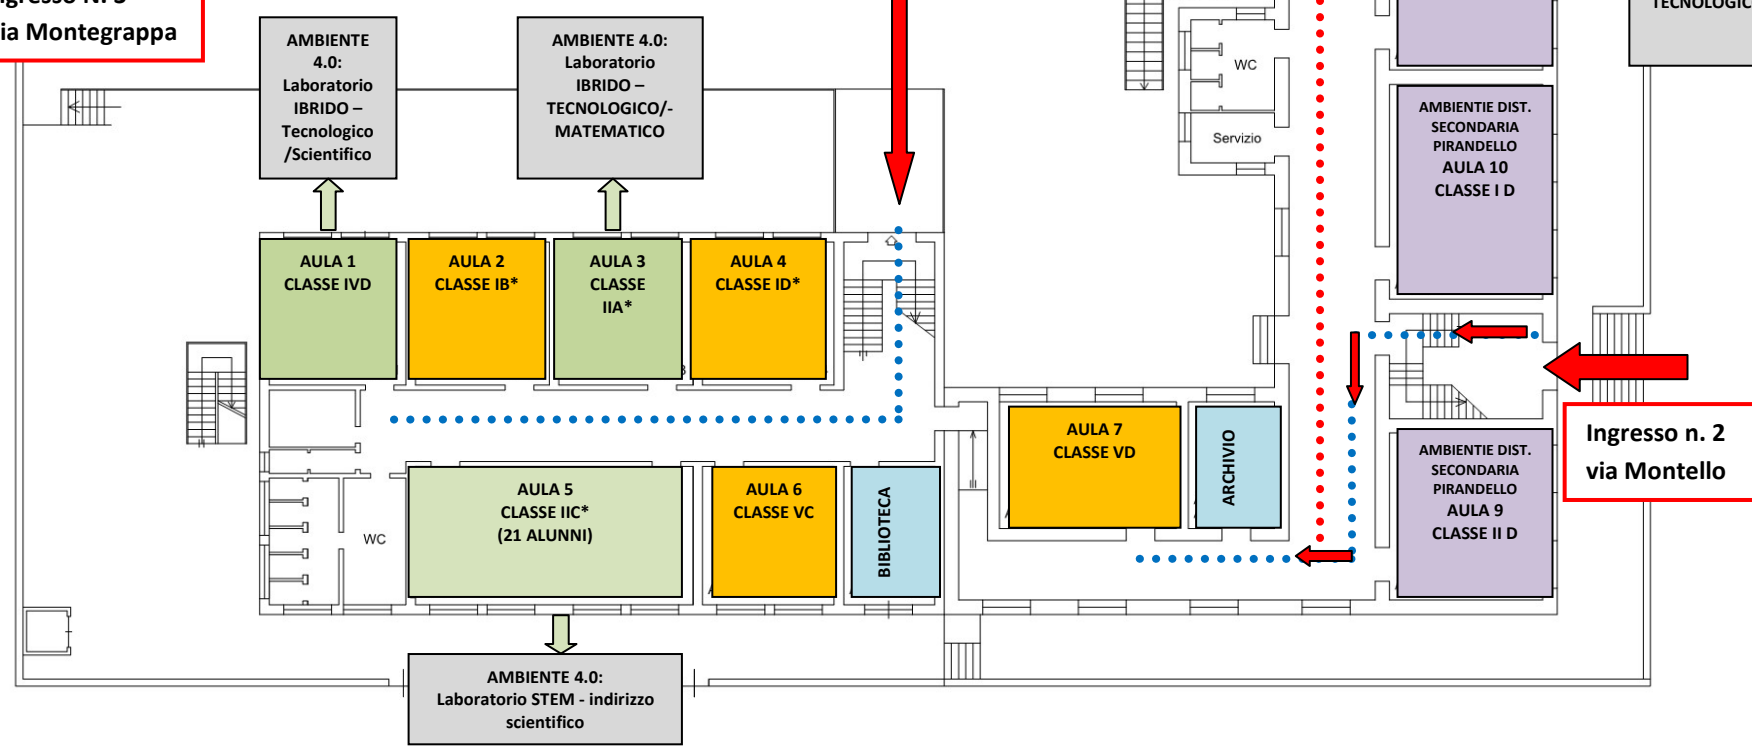 via Montegrappa
AMBIENTE
4.0:
Laboratorio
IBRIDO –
Tecnologico
/Scientifico
AMBIENTE 4.0:
Laboratorio
IBRIDO –
TECNOLOGICO/-
MATEMATICO
WC
Servizio
AMBIENTIE DIST.
SECONDARIA
PIRANDELLO
AULA 10
CLASSE I D
AULA 1
CLASSE IVD
AULA 2
CLASSE IB*
AULA 3
CLASSE
IIA*
AULA 4
CLASSE ID*
AULA 7
CLASSE VD
ARCHIVIO
Ingresso n. 2
via Montello
AMBIENTIE DIST.
SECONDARIA
PIRANDELLO
AULA 9
CLASSE II D
WC
AULA 5
CLASSE IIC*
(21 ALUNNI)
AULA 6
CLASSE VC
BIBLIOTECA
AMBIENTE 4.0:
Laboratorio STEM - indirizzo
scientifico